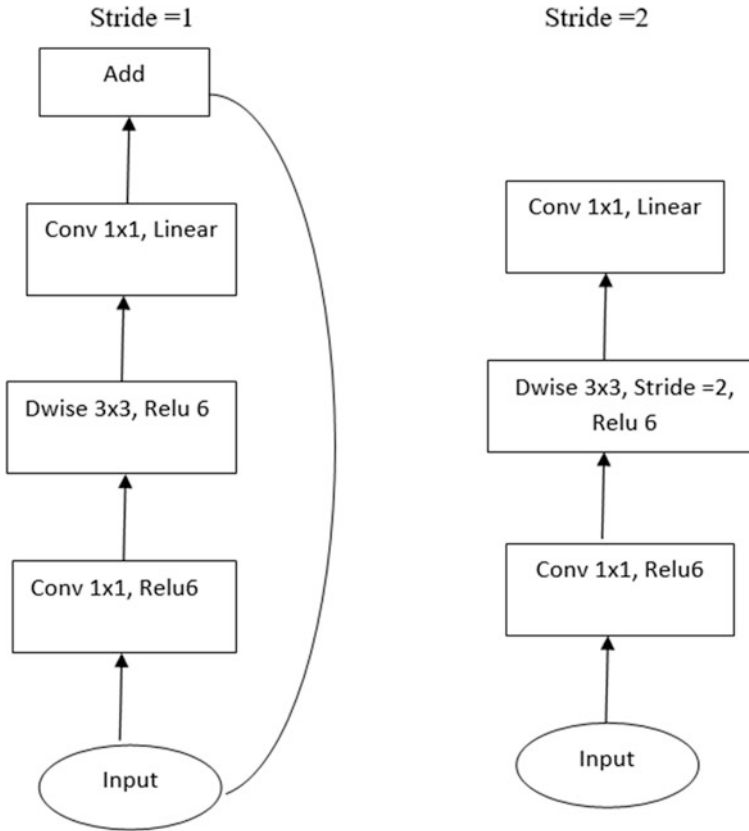 Stride =1
Add
Conv 1x1, Linear
Dwise 3x3, Relu 6
Conv 1x1, Relu6
Input
Stride =2
Conv 1x1, Linear
Dwise 3x3, Stride =2,
Relu 6
Conv 1x1, Relu6
Input